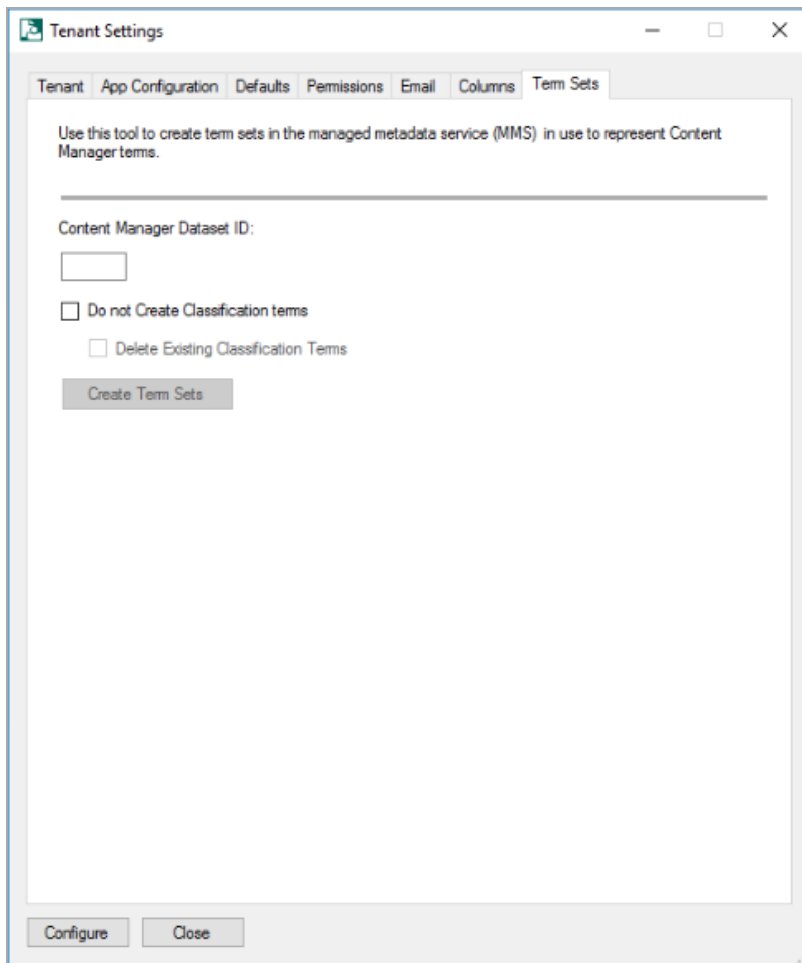 Tenant Settings
Tenant App Configuration Defaults Permissions Email Columns Term Sets
Use this tool to create term sets in the managed metadata service (MMS) in use to represent Content
Manager terms.
Content Manager Dataset ID:
Do not Create Classification terms
Delete Existing Classification Terms
Create Term Sets
Configure Close